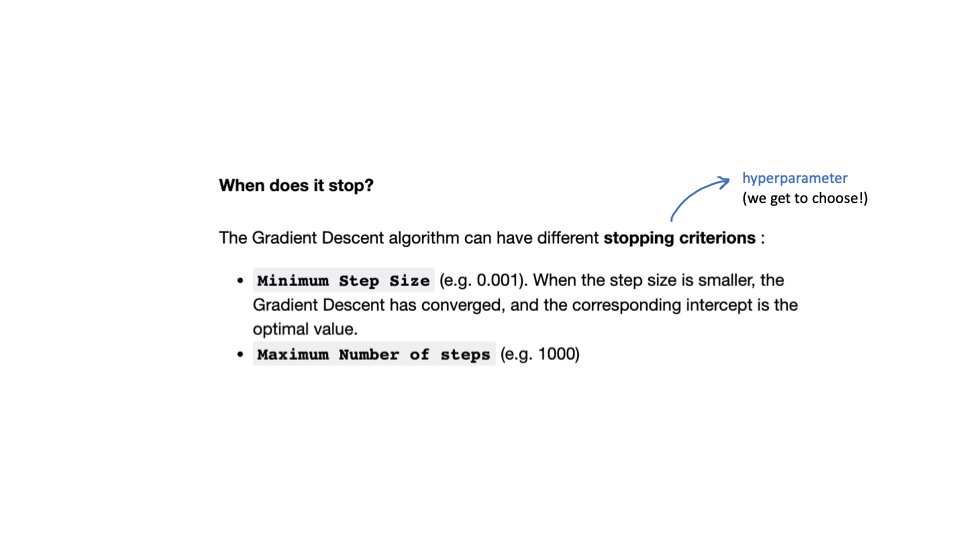 hyperparameter
(we get to choose!)
When does it stop?
The Gradient Descent algorithm can have different stopping criterions :
• Minimum Step Size (e.g. 0.001). When the step size is smaller, the
Gradient Descent has converged, and the corresponding intercept is the
optimal value.
• Maximum Number of steps (e.g. 1000)